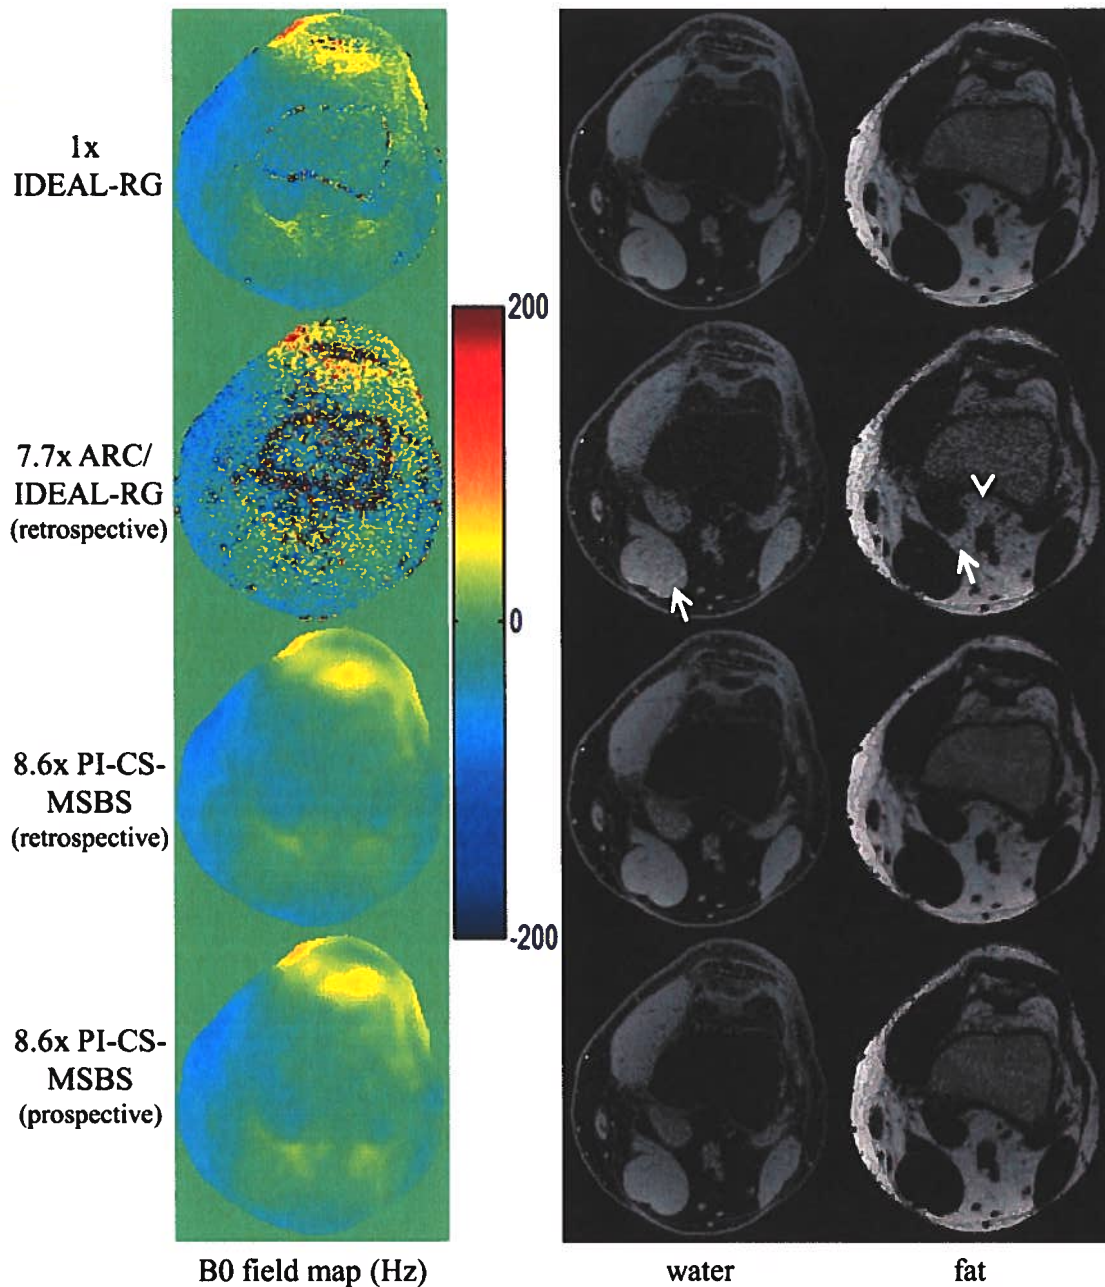 1x
IDEAL-RG
200
7.7x ARC/
IDEAL-RG
(retrospective)
0
8.6x PI-CS-
MSBS
(retrospective)
-200
8.6x PI-CS-
MSBS
(prospective)
B0 field map (Hz)
water
fat